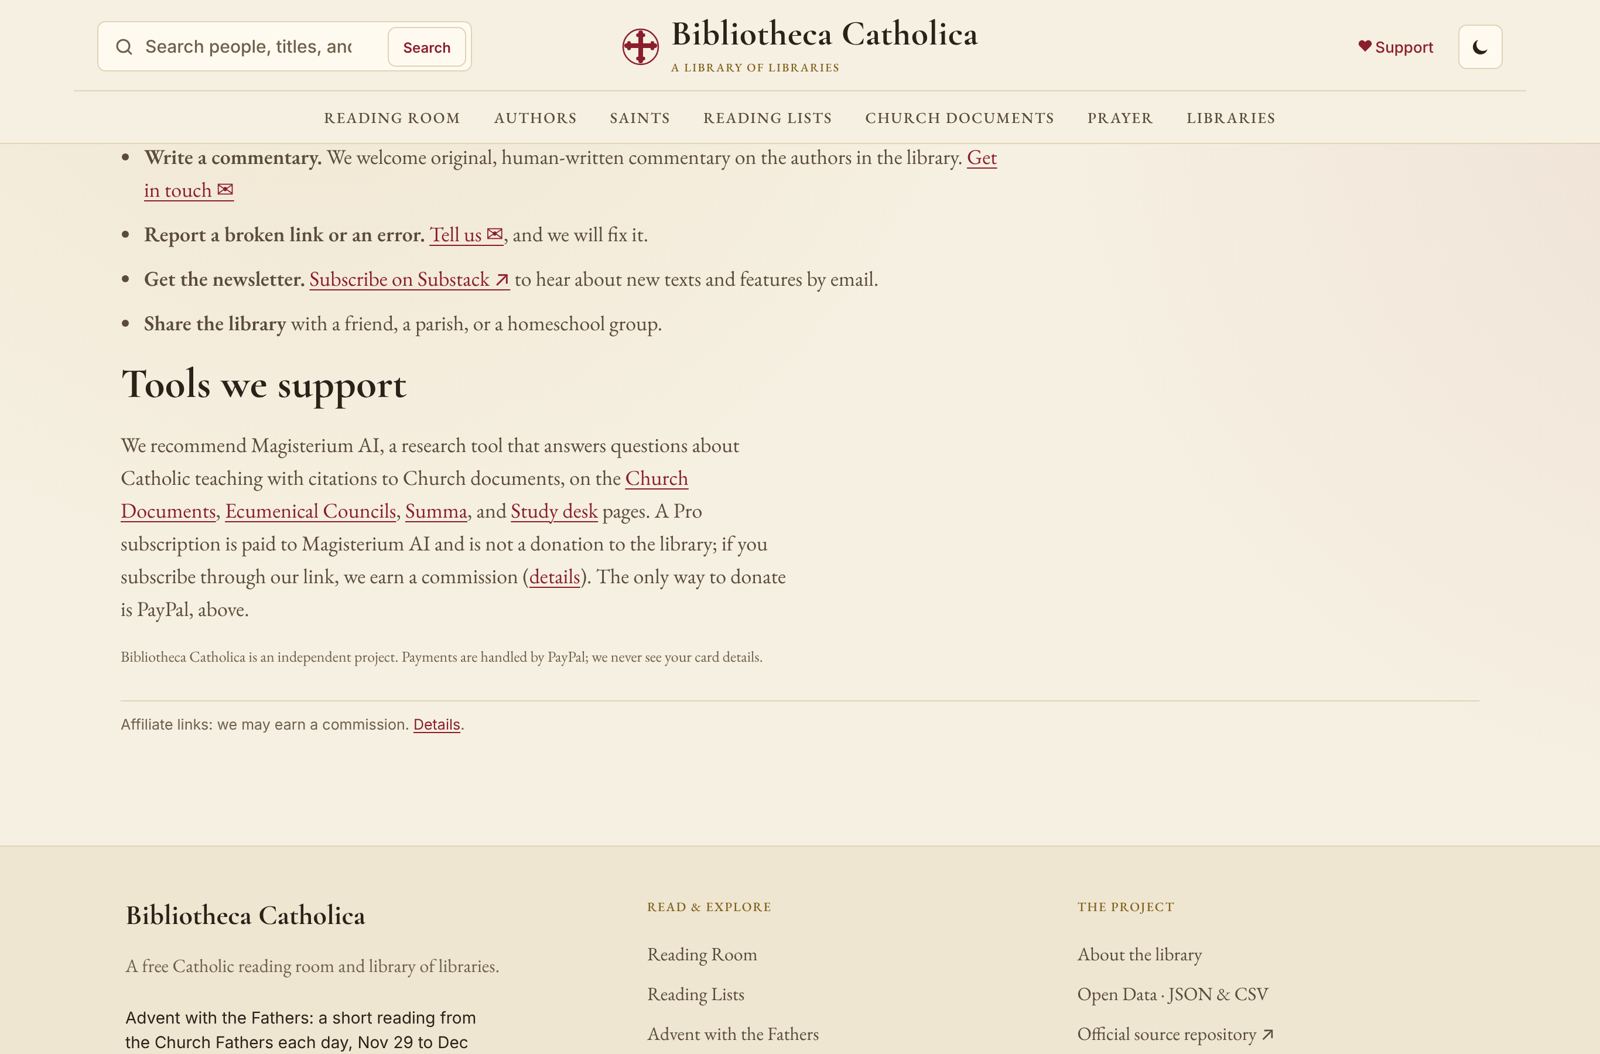 Search people, titles, and
Search
Bibliotheca Catholica
A LIBRARY OF LIBRARIES
Support
READING ROOM
AUTHORS
SAINTS
READING LISTS
CHURCH DOCUMENTS
PRAYER
LIBRARIES
• Write a commentary. We welcome original, human-written commentary on the authors in the library. Get
in touch ✉
• Report a broken link or an error. Tell us ✉, and we will fix it.
• Get the newsletter. Subscribe on Substack ↗ to hear about new texts and features by email.
• Share the library with a friend, a parish, or a homeschool group.
Tools we support
We recommend Magisterium AI, a research tool that answers questions about
Catholic teaching with citations to Church documents, on the Church
Documents, Ecumenical Councils, Summa, and Study desk pages. A Pro
subscription is paid to Magisterium AI and is not a donation to the library; if you
subscribe through our link, we earn a commission (details). The only way to donate
is PayPal, above.
Bibliotheca Catholica is an independent project. Payments are handled by PayPal; we never see your card details.
Affiliate links: we may earn a commission. Details.
Bibliotheca Catholica
A free Catholic reading room and library of libraries.
Advent with the Fathers: a short reading from
the Church Fathers each day, Nov 29 to Dec
READ & EXPLORE
Reading Room
Reading Lists
Advent with the Fathers
THE PROJECT
About the library
Open Data · JSON & CSV
Official source repository ↗